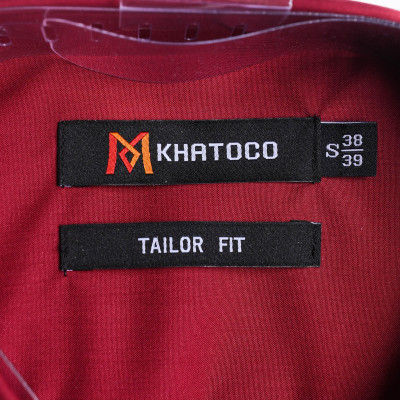 KHATOCO
S 38/39
TAILOR FIT